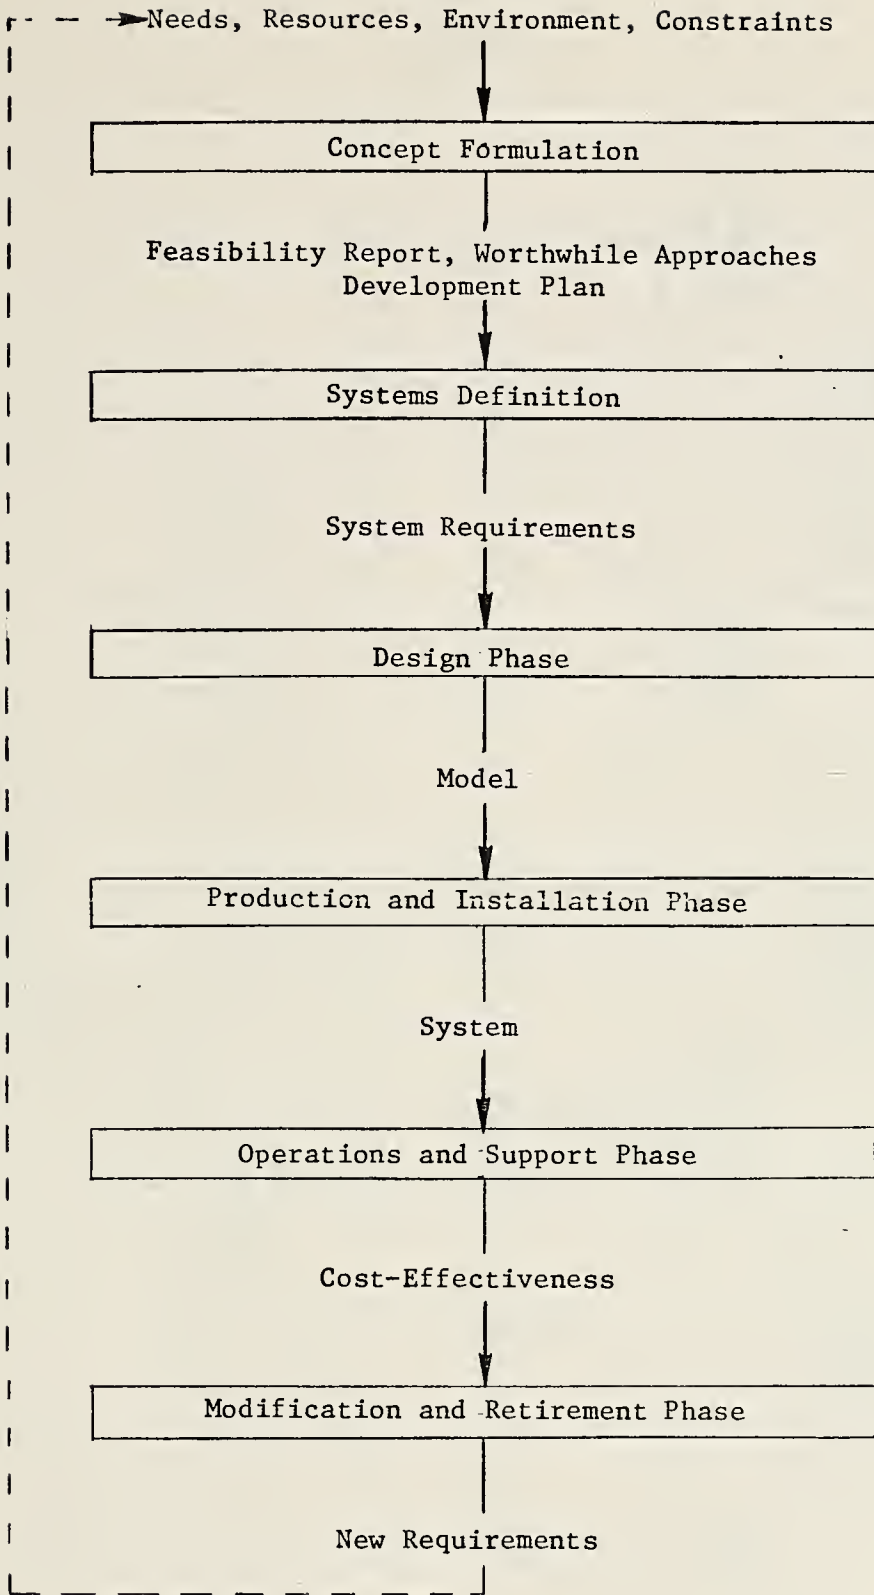 Needs, Resources, Environment, Constraints
Concept Formulation
Feasibility Report, Worthwhile Approaches
Development Plan
Systems Definition
System Requirements
Design Phase
Model
Production and Installation Phase
System
Operations and Support Phase
Cost-Effectiveness
Modification and Retirement Phase
New Requirements